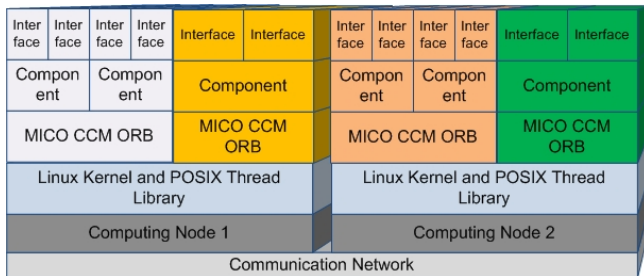 Inter face
Inter face
Inter face
Inter face
Interface
Interface
Inter face
Inter face
Inter face
Inter face
Interface
Interface
Compon ent
Compon ent
Component
Compon ent
Compon ent
Component
MICO CCM ORB
MICO CCM
ORB
MICO CCM ORB
MICO CCM
ORB
Linux Kernel and POSIX Thread
Library
Linux Kernel and POSIX Thread
Library
Computing Node 1
Computing Node 2
Communication Network